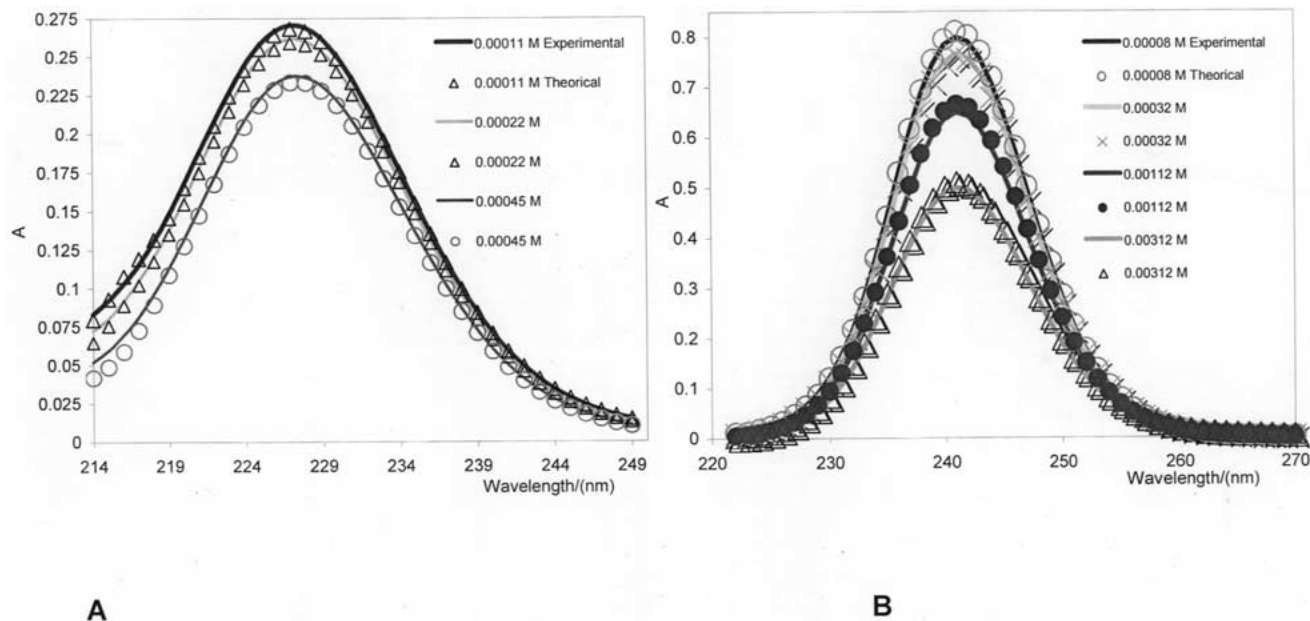 0.275
0.25
0.225
0.2
0.175
0.15
0.125
0.1
0.075
0.05
0.025
0
A
214 219 224 229 234 239 244 249
Wavelength/(nm)
0.00011 M Experimental
0.00011 M Theorical
0.00022 M
0.00022 M
0.00045 M
0.00045 M
A
0.8
0.7
0.6
0.5
0.4
0.3
0.2
0.1
0
A
220 230 240 250 260 270
Wavelength/(nm)
0.00008 M Experimental
0.00008 M Theorical
0.00032 M
0.00032 M
0.00112 M
0.00112 M
0.00312 M
0.00312 M
B